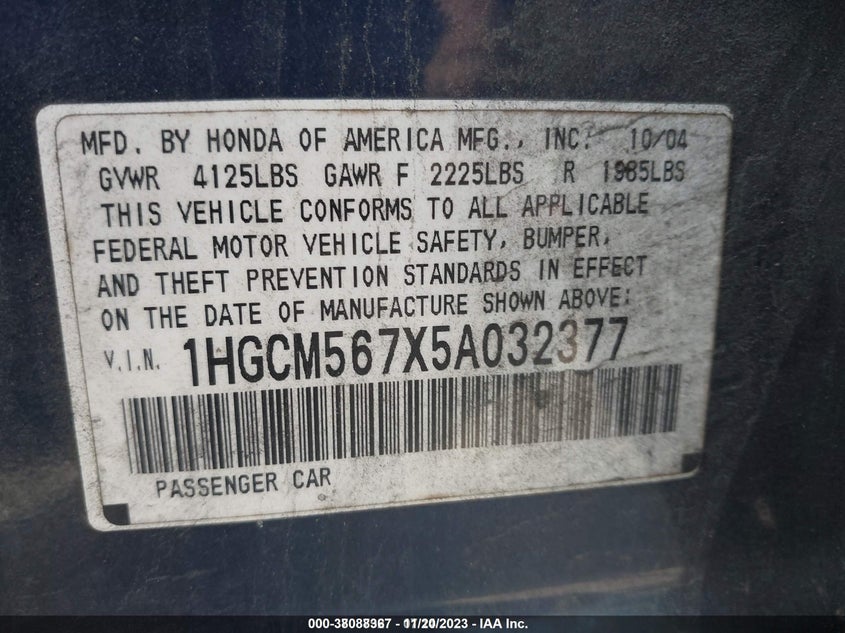 MFD. BY HONDA OF AMERICA MFG., INC. 10/04
GVWR 4125LBS GAWR F 2225LBS R 1985LBS
THIS VEHICLE CONFORMS TO ALL APPLICABLE
FEDERAL MOTOR VEHICLE SAFETY, BUMPER,
AND THEFT PREVENTION STANDARDS IN EFFECT
ON THE DATE OF MANUFACTURE SHOWN ABOVE:
V.I.N. 1HGCM567X5A032377
PASSENGER CAR
000-38088967 - 11/20/2023 - IAA Inc.